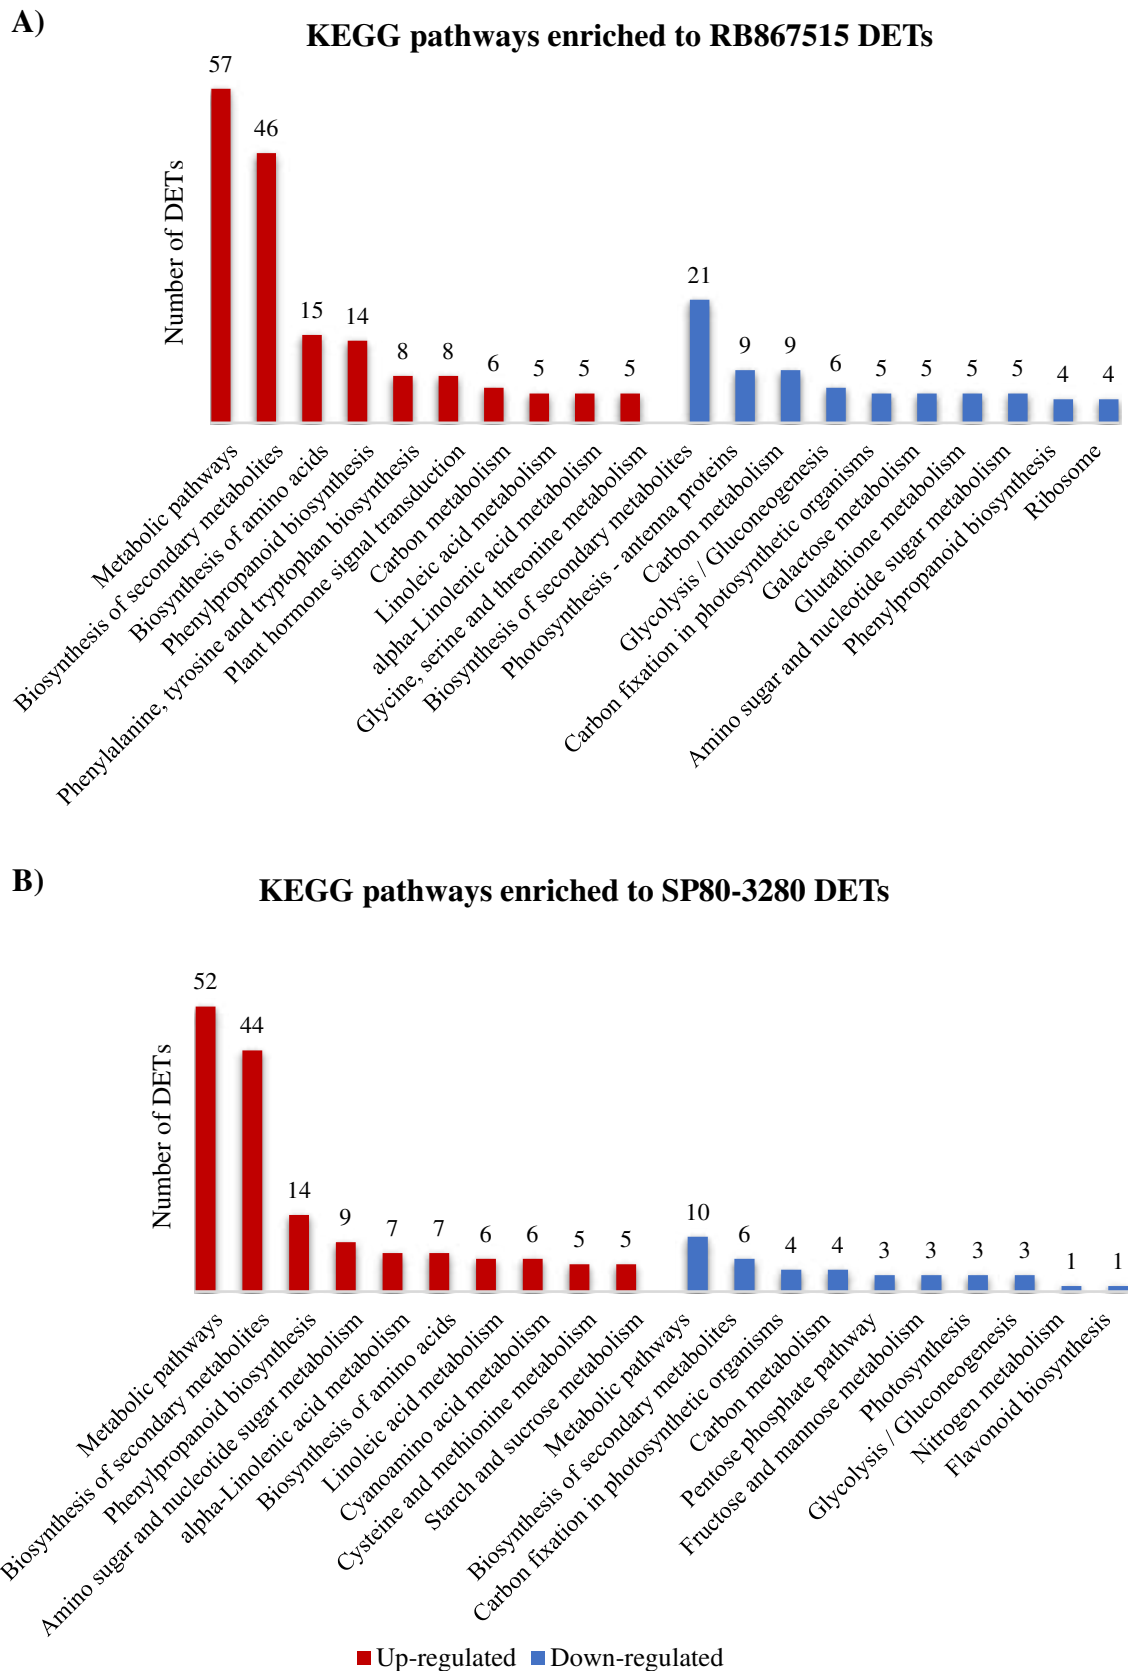 A)
KEGG pathways enriched to RB867515 DETs
Number of DETs
57
46
15
14
8
8
6
5
5
5
21
9
9
6
5
5
5
5
4
4
Metabolic pathways
Biosynthesis of secondary metabolites
Biosynthesis of amino acids
Phenylpropanoid biosynthesis
Phenylalanine, tyrosine and tryptophan biosynthesis
Plant hormone signal transduction
Carbon metabolism
Linoleic acid metabolism
alpha-Linolenic acid metabolism
Glycine, serine and threonine metabolism
Biosynthesis of secondary metabolites
Photosynthesis - antenna proteins
Carbon metabolism
Glycolysis / Gluconeogenesis
Carbon fixation in photosynthetic organisms
Galactose metabolism
Glutathione metabolism
Amino sugar and nucleotide sugar metabolism
Phenylpropanoid biosynthesis
Ribosome
B)
KEGG pathways enriched to SP80-3280 DETs
Number of DETs
52
44
14
9
7
7
6
6
5
5
10
6
4
4
3
3
3
3
1
1
Metabolic pathways
Biosynthesis of secondary metabolites
Phenylpropanoid biosynthesis
Amino sugar and nucleotide sugar metabolism
alpha-Linolenic acid metabolism
Biosynthesis of amino acids
Linoleic acid metabolism
Cyanoamino acid metabolism
Cysteine and methionine metabolism
Starch and sucrose metabolism
Metabolic pathways
Biosynthesis of secondary metabolites
Carbon fixation in photosynthetic organisms
Carbon metabolism
Pentose phosphate pathway
Fructose and mannose metabolism
Photosynthesis
Glycolysis / Gluconeogenesis
Nitrogen metabolism
Flavonoid biosynthesis
Up-regulated Down-regulated